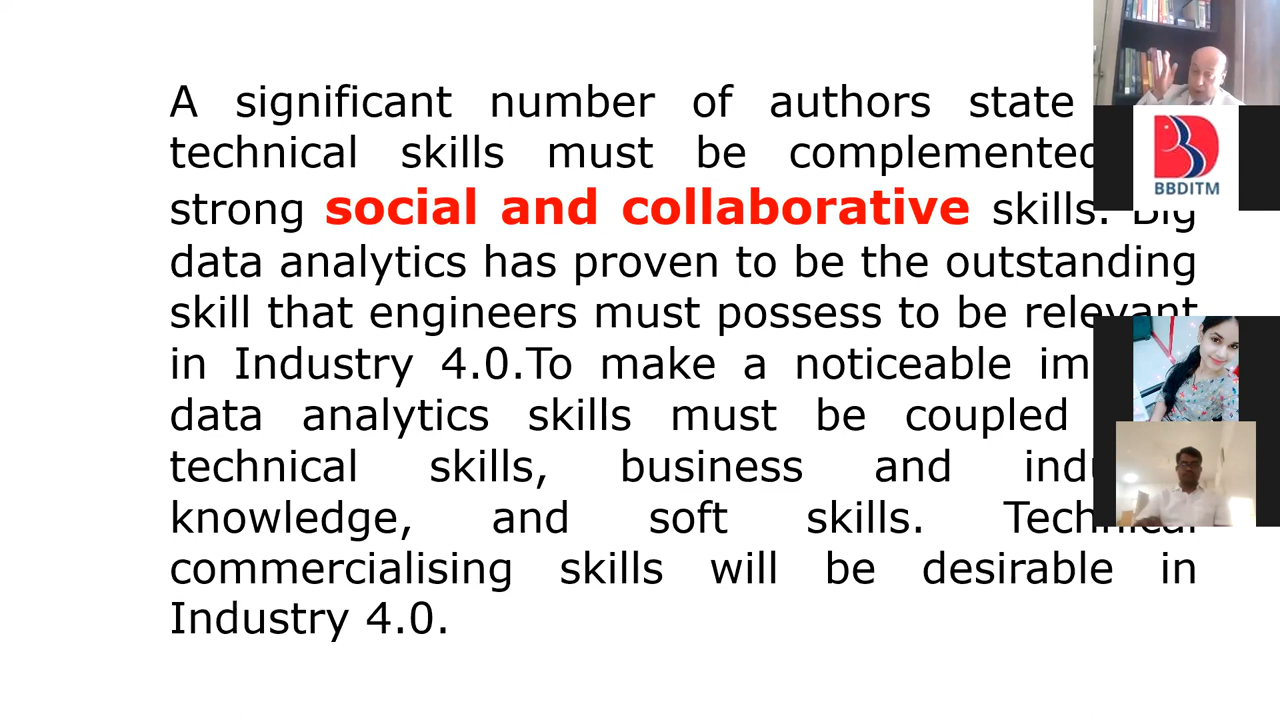 A significant number of authors state
technical skills must be complemented
strong social and collaborative skills. Big
data analytics has proven to be the outstanding
skill that engineers must possess to be relevant
in Industry 4.0.To make a noticeable
data analytics skills must be coupled
technical skills, business and
knowledge, and soft skills. Technical
commercialising skills will be desirable in
Industry 4.0.
BBDITM